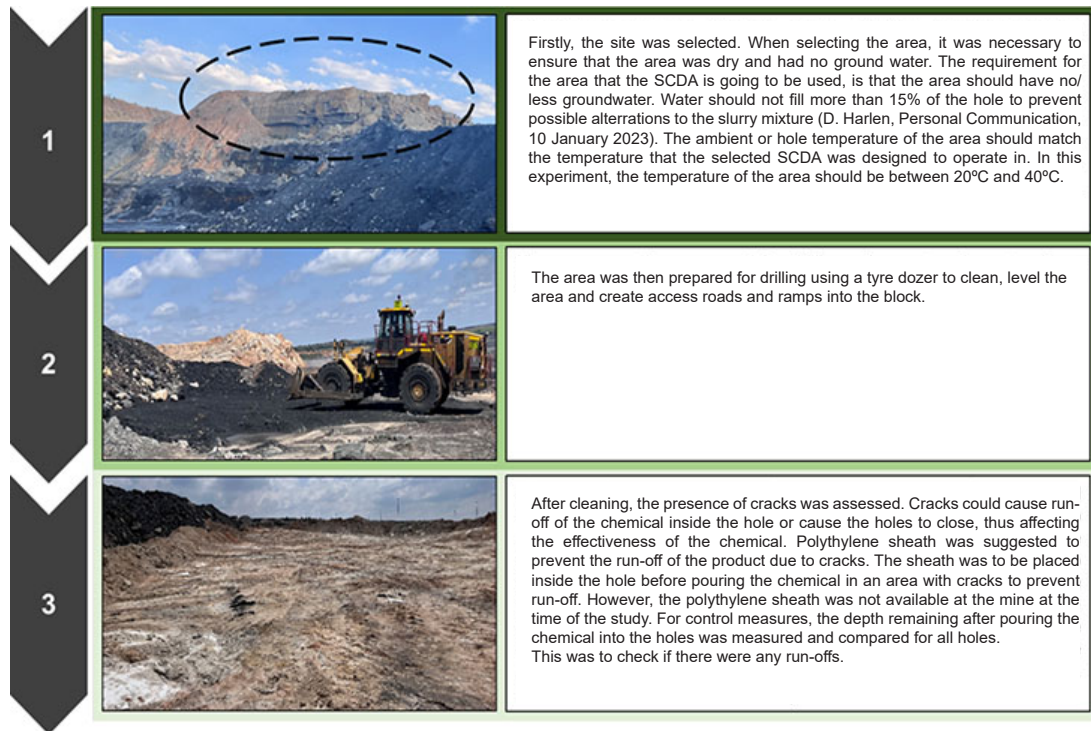 1
Firstly, the site was selected. When selecting the area, it was necessary to
ensure that the area was dry and had no ground water. The requirement for
the area that the SCDA is going to be used, is that the area should have no/
less groundwater. Water should not fill more than 15% of the hole to prevent
possible alterrations to the slurry mixture (D. Harlen, Personal Communication,
10 January 2023). The ambient or hole temperature of the area should match
the temperature that the selected SCDA was designed to operate in. In this
experiment, the temperature of the area should be between 20ºC and 40ºC.
2
The area was then prepared for drilling using a tyre dozer to clean, level the
area and create access roads and ramps into the block.
3
After cleaning, the presence of cracks was assessed. Cracks could cause run-
off of the chemical inside the hole or cause the holes to close, thus affecting
the effectiveness of the chemical. Polythylene sheath was suggested to
prevent the run-off of the product due to cracks. The sheath was to be placed
inside the hole before pouring the chemical in an area with cracks to prevent
run-off. However, the polythylene sheath was not available at the mine at the
time of the study. For control measures, the depth remaining after pouring the
chemical into the holes was measured and compared for all holes.
This was to check if there were any run-offs.